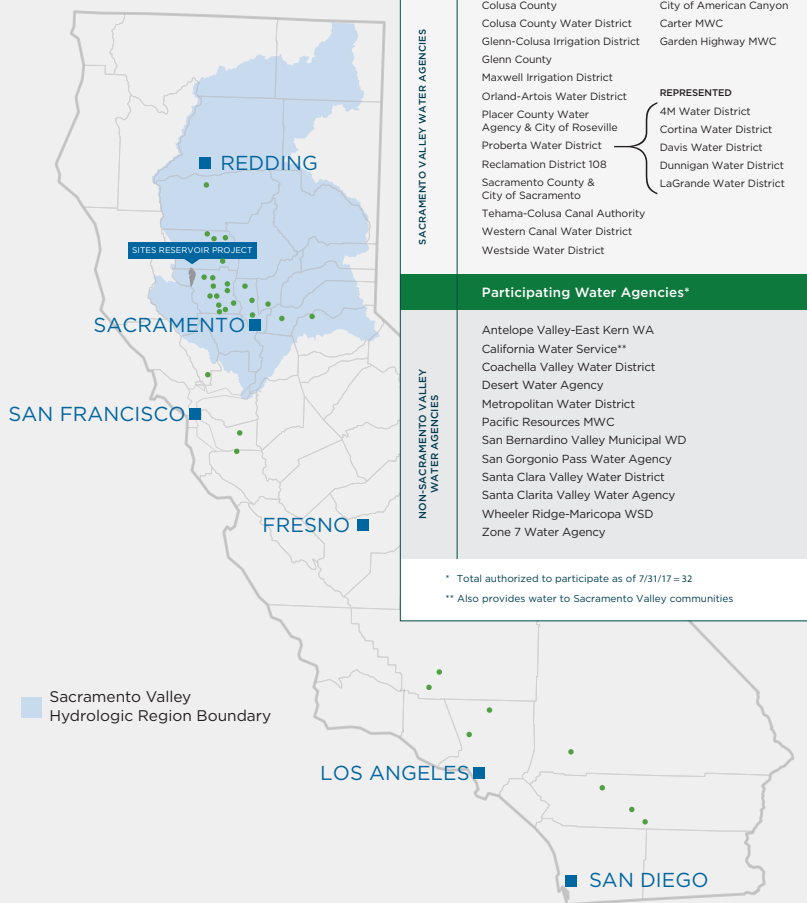 Colusa County
Colusa County Water District
Glenn-Colusa Irrigation District
Glenn County
Maxwell Irrigation District
Orland-Artois Water District
Placer County Water
Agency & City of Roseville
Proberta Water District
Reclamation District 108
Sacramento County &
City of Sacramento
Tehama-Colusa Canal Authority
Western Canal Water District
Westside Water District
City of American Canyon
Carter MWC
Garden Highway MWC
REPRESENTED
4M Water District
Cortina Water District
Davis Water District
Dunnigan Water District
LaGrande Water District
SACRAMENTO VALLEY WATER AGENCIES
Participating Water Agencies*
NON-SACRAMENTO VALLEY
WATER AGENCIES
Antelope Valley-East Kern WA
California Water Service**
Coachella Valley Water District
Desert Water Agency
Metropolitan Water District
Pacific Resources MWC
San Bernardino Valley Municipal WD
San Gorgonio Pass Water Agency
Santa Clara Valley Water District
Santa Clarita Valley Water Agency
Wheeler Ridge-Maricopa WSD
Zone 7 Water Agency
* Total authorized to participate as of 7/31/17 = 32
** Also provides water to Sacramento Valley communities
REDDING
SITES RESERVOIR PROJECT
SACRAMENTO
SAN FRANCISCO
FRESNO
Sacramento Valley
Hydrologic Region Boundary
LOS ANGELES
SAN DIEGO